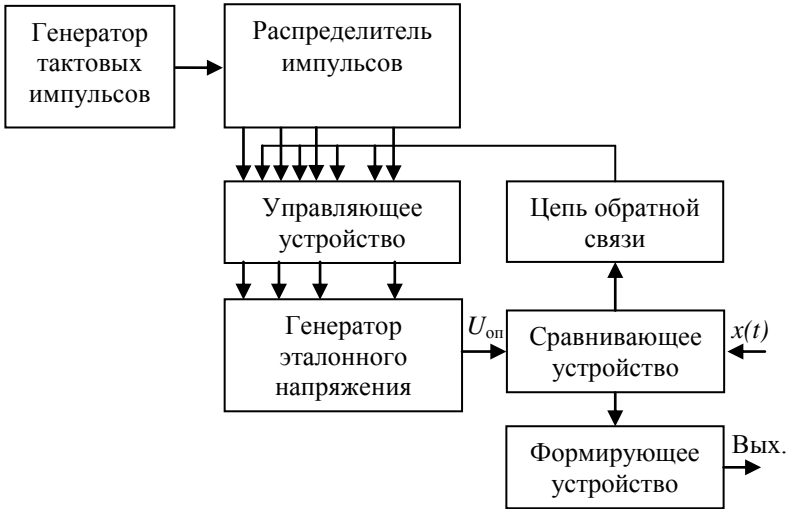 Генератор
тактовых
импульсов
Распределитель
импульсов
Управляющее
устройство
Цепь обратной
связи
Генератор
эталонного
напряжения
Uоп
Сравнивающее
устройство
x(t)
Формирующее
устройство
Вых.